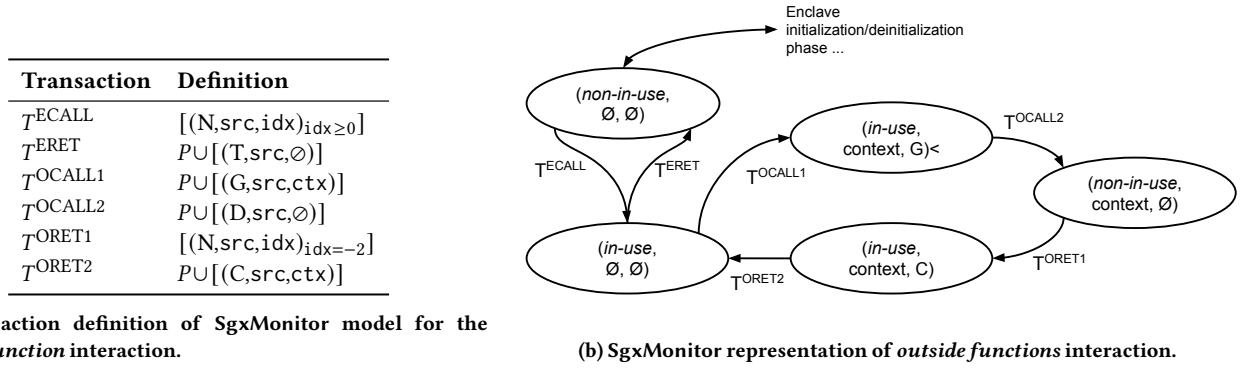 Transaction Definition
T^ECALL [(N,src,idx)_idx≥0]
T^ERET P∪[(T,src,∅)]
T^OCALL1 P∪[(G,src,ctx)]
T^OCALL2 P∪[(D,src,∅)]
T^ORET1 [(N,src,idx)_idx=−2]
T^ORET2 P∪[(C,src,ctx)]
action definition of SgxMonitor model for the
function interaction.
Enclave
initialization/deinitialization
phase ...
(non-in-use,
Ø, Ø)
T^ECALL
T^ERET
T^OCALL1
(in-use,
context, G)<
T^OCALL2
(non-in-use,
context, Ø)
T^ORET1
(in-use,
context, C)
T^ORET2
(in-use,
Ø, Ø)
(b) SgxMonitor representation of outside functions interaction.